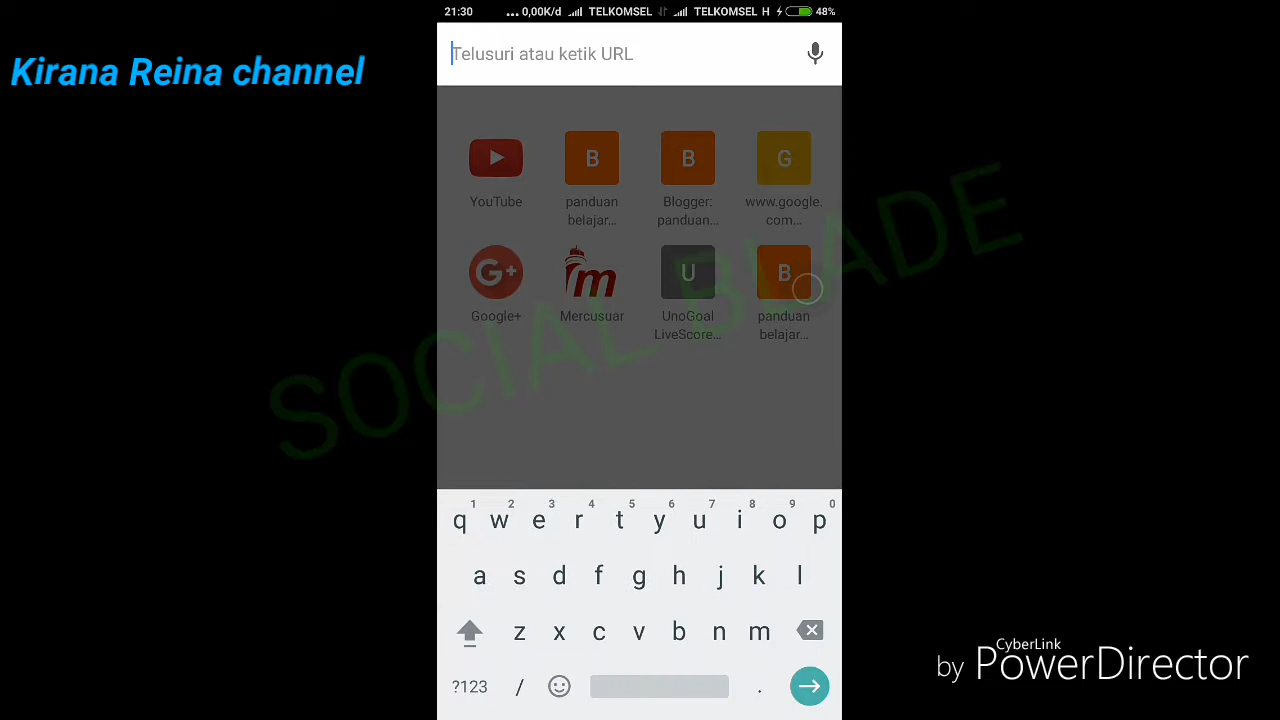 21:30 ... 0,00K/d TELKOMSEL TELKOMSEL H 48%
Kirana Reina channel
Telusuri atau ketik URL
B B G
YouTube
panduan
belajar...
Blogger:
panduan...
www.google.
com...
G+ m U B
Google+
Mercusuar
UnoGoal
LiveScore...
panduan
belajar...
SOCIAL BLADE
1 2 3 4 5 6 7 8 9 0
q w e r t y u i o p
a s d f g h j k l
z x c v b n m
?123 / .
CyberLink
by PowerDirector